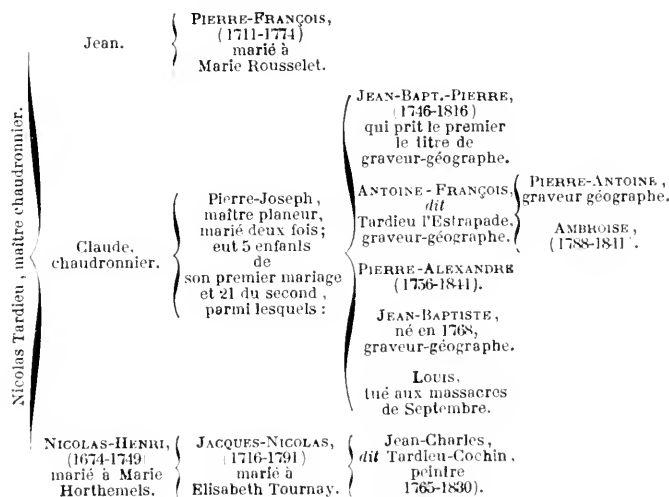 Nicolas Tardieu, maître chaudronnier.
Jean.
PIERRE-FRANÇOIS,
(1711-1774)
marié à
Marie Rousselet.
Claude,
chaudronnier.
Pierre-Joseph,
maître planeur,
marié deux fois;
eut 5 enfants
de
son premier mariage
et 21 du second,
parmi lesquels :
JEAN-BAPT.-PIERRE,
(1746-1816)
qui prit le premier
le titre de
graveur-géographe.
ANTOINE-FRANÇOIS,
dit
Tardieu l'Estrapade,
graveur-géographe.
PIERRE-ANTOINE,
graveur géographe.
AMBROISE,
(1788-1841).
PIERRE-ALEXANDRE
(1756-1841).
JEAN-BAPTISTE,
né en 1768,
graveur-géographe.
LOUIS,
tué aux massacres
de Septembre.
NICOLAS-HENRI,
(1674-1749)
marié à Marie
Horthemels.
JACQUES-NICOLAS,
(1716-1791)
marié à
Elisabeth Tournay.
Jean-Charles,
dit Tardieu-Cochin,
peintre
1765-1830).